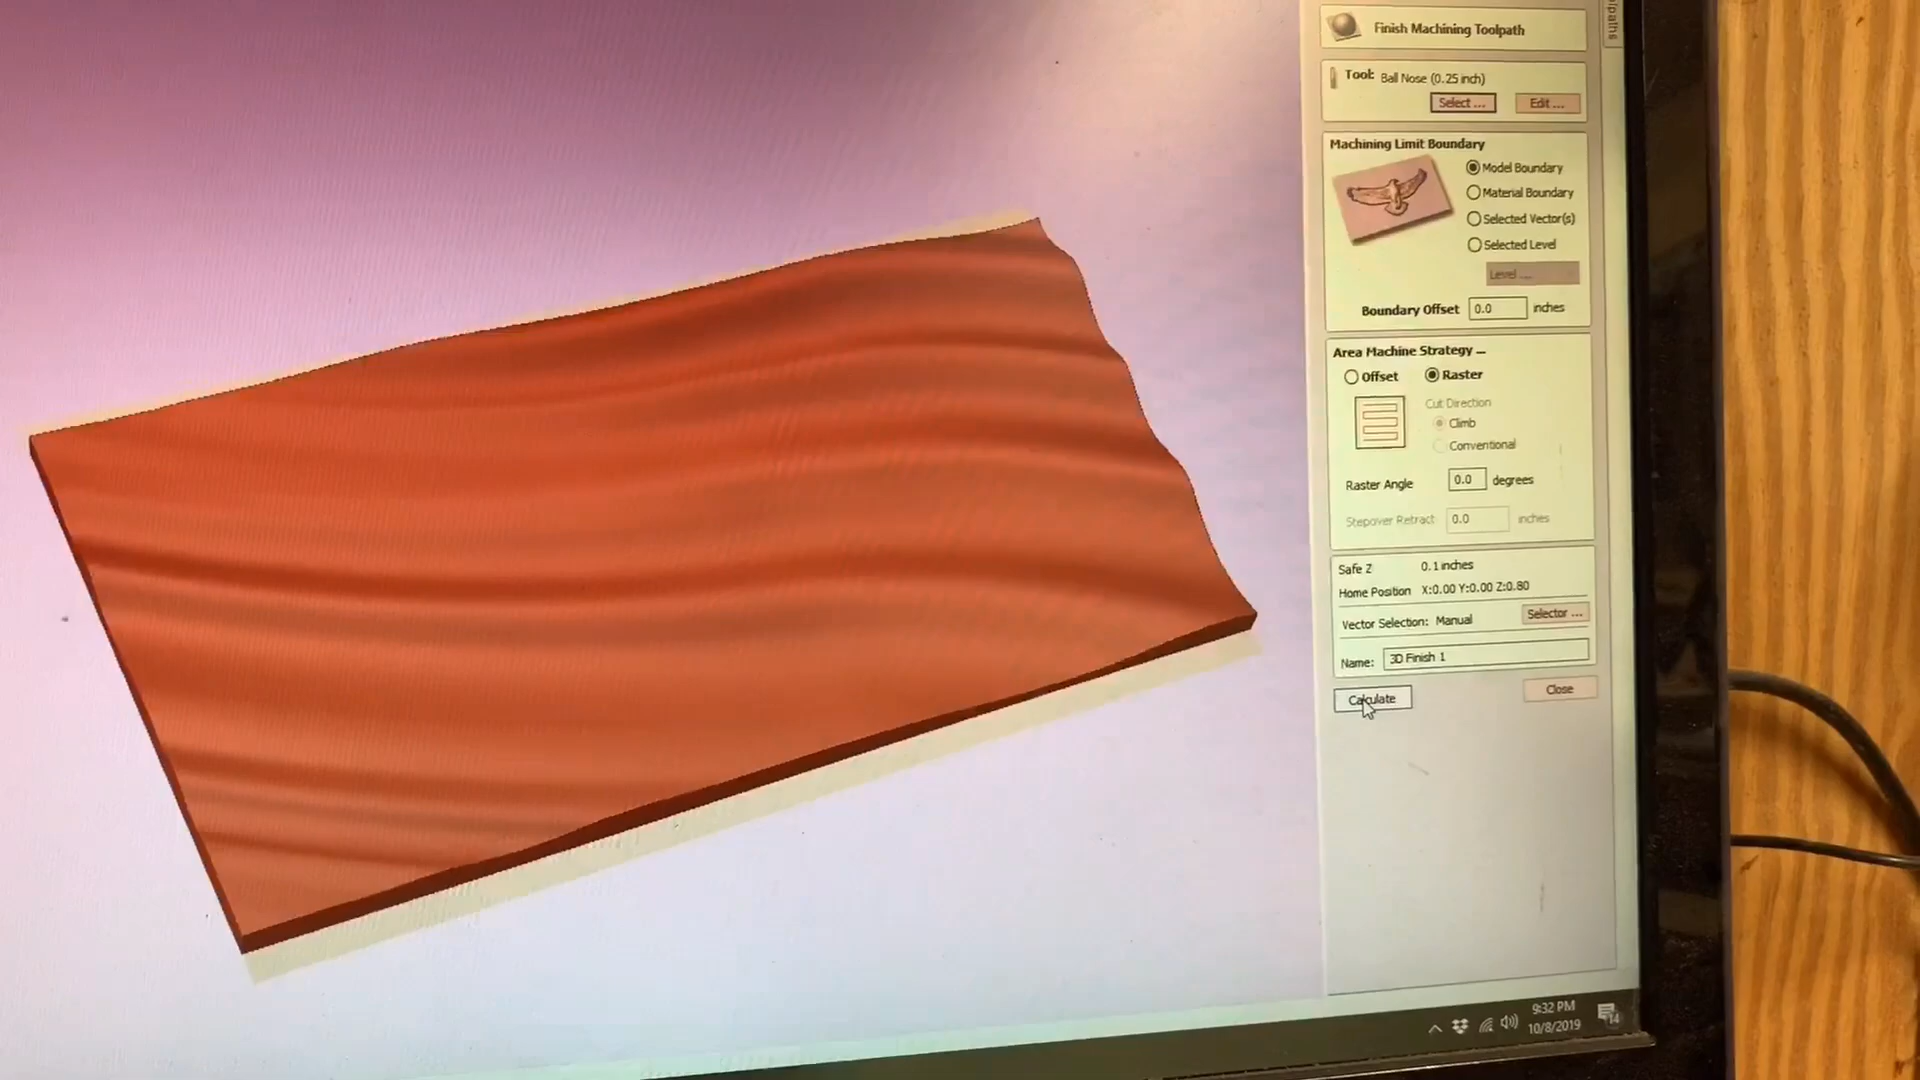 Finish Machining Toolpath
Tool: Ball Nose (0.25 inch)
Select ... Edit ...
Machining Limit Boundary
Model Boundary
Material Boundary
Selected Vector(s)
Selected Level
Level ...
Boundary Offset 0.0 inches
Area Machine Strategy
Offset Raster
Cut Direction
Climb
Conventional
Raster Angle 0.0 degrees
Stepover Retract 0.0 inches
Safe Z 0.1 inches
Home Position X:0.00 Y:0.00 Z:0.80
Vector Selection: Manual Selector ...
Name: 3D Finish 1
Calculate Close
9:32 PM
10/8/2019
14